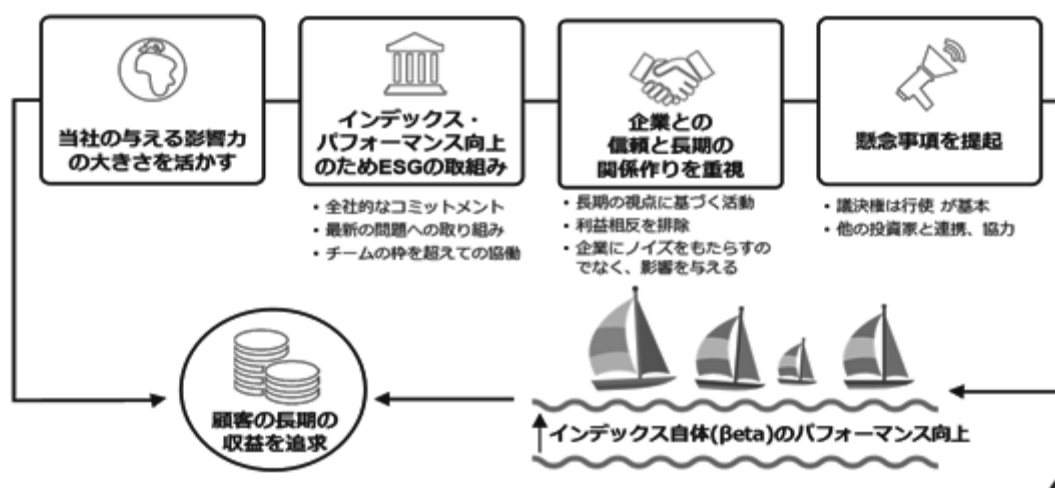 当社の与える影響力
の大きさを活かす
インデックス・
パフォーマンス向上
のためESGの取組み
・全社的なコミットメント
・最新の問題への取り組み
・チームの枠を超えての協働
企業との
信頼と長期の
関係作りを重視
・長期の視点に基づく活動
・利益相反を排除
・企業にノイズをもたらすの
でなく、影響を与える
懸念事項を提起
・議決権は行使 が基本
・他の投資家と連携、協力
顧客の長期の
収益を追求
インデックス自体(βeta)のパフォーマンス向上